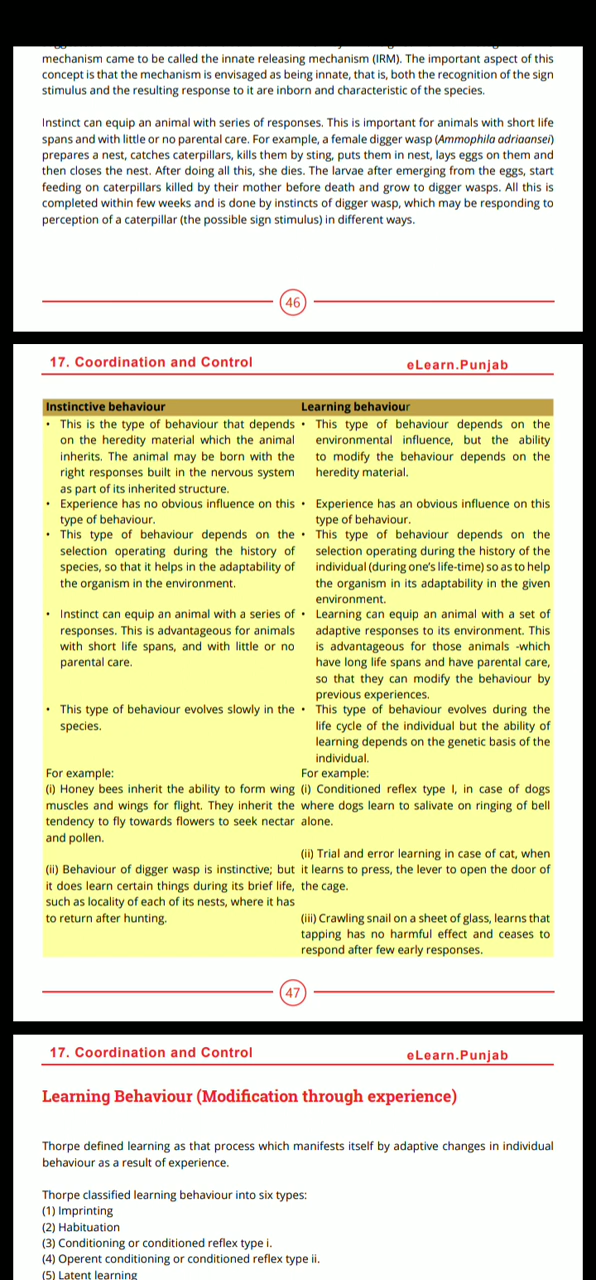 mechanism came to be called the innate releasing mechanism (IRM). The important aspect of this
concept is that the mechanism is envisaged as being innate, that is, both the recognition of the sign
stimulus and the resulting response to it are inborn and characteristic of the species.
Instinct can equip an animal with series of responses. This is important for animals with short life
spans and with little or no parental care. For example, a female digger wasp (Ammophila adriaansei)
prepares a nest, catches caterpillars, kills them by sting, puts them in nest, lays eggs on them and
then closes the nest. After doing all this, she dies. The larvae after emerging from the eggs, start
feeding on caterpillars killed by their mother before death and grow to digger wasps. All this is
completed within few weeks and is done by instincts of digger wasp, which may be responding to
perception of a caterpillar (the possible sign stimulus) in different ways.
46
17. Coordination and Control
eLearn.Punjab
Instinctive behaviour
• This is the type of behaviour that depends
on the heredity material which the animal
inherits. The animal may be born with the
right responses built in the nervous system
as part of its inherited structure.
• Experience has no obvious influence on this
type of behaviour.
• This type of behaviour depends on the
selection operating during the history of
species, so that it helps in the adaptability of
the organism in the environment.
• Instinct can equip an animal with a series of
responses. This is advantageous for animals
with short life spans, and with little or no
parental care.
• This type of behaviour evolves slowly in the
species.
For example:
(i) Honey bees inherit the ability to form wing
muscles and wings for flight. They inherit the
tendency to fly towards flowers to seek nectar
and pollen.
(ii) Behaviour of digger wasp is instinctive; but
it does learn certain things during its brief life,
such as locality of each of its nests, where it has
to return after hunting.
Learning behaviour
• This type of behaviour depends on the
environmental influence, but the ability
to modify the behaviour depends on the
heredity material.
• Experience has an obvious influence on this
type of behaviour.
• This type of behaviour depends on the
selection operating during the history of the
individual (during one's life-time) so as to help
the organism in its adaptability in the given
environment.
• Learning can equip an animal with a set of
adaptive responses to its environment. This
is advantageous for those animals -which
have long life spans and have parental care,
so that they can modify the behaviour by
previous experiences.
• This type of behaviour evolves during the
life cycle of the individual but the ability of
learning depends on the genetic basis of the
individual.
For example:
(i) Conditioned reflex type I, in case of dogs
where dogs learn to salivate on ringing of bell
alone.
(ii) Trial and error learning in case of cat, when
it learns to press, the lever to open the door of
the cage.
(iii) Crawling snail on a sheet of glass, learns that
tapping has no harmful effect and ceases to
respond after few early responses.
47
17. Coordination and Control
eLearn.Punjab
Learning Behaviour (Modification through experience)
Thorpe defined learning as that process which manifests itself by adaptive changes in individual
behaviour as a result of experience.
Thorpe classified learning behaviour into six types:
(1) Imprinting
(2) Habituation
(3) Conditioning or conditioned reflex type i.
(4) Operent conditioning or conditioned reflex type ii.
(5) Latent learning